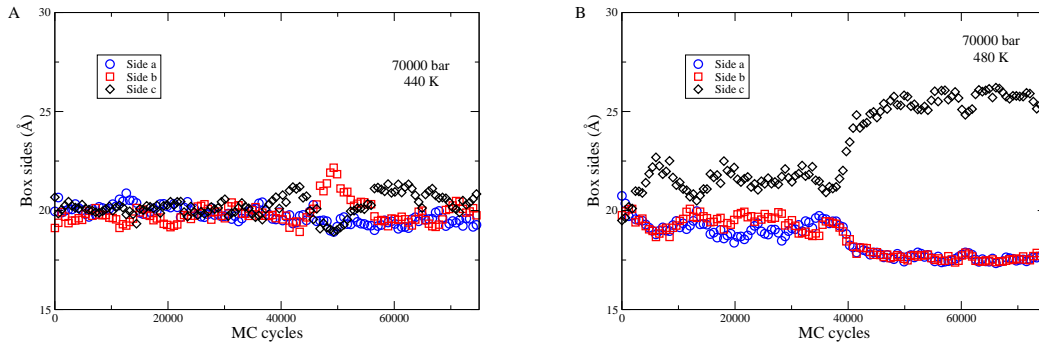 A
30
25
20
15
Box sides (Å)
Side a
Side b
Side c
70000 bar
440 K
0
20000
40000
60000
MC cycles
B
30
25
20
15
Box sides (Å)
Side a
Side b
Side c
70000 bar
480 K
0
20000
40000
60000
MC cycles